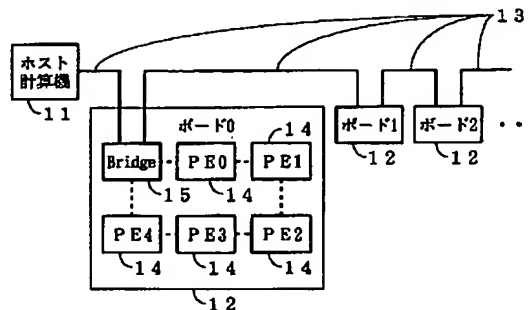 １３
ホスト
計算機
１１
ボード０
１４
ボード１
ボード２
・・
１２
１２
Bridge
ＰＥ０
ＰＥ１
１５
１４
ＰＥ４
ＰＥ３
ＰＥ２
１４
１４
１４
１２